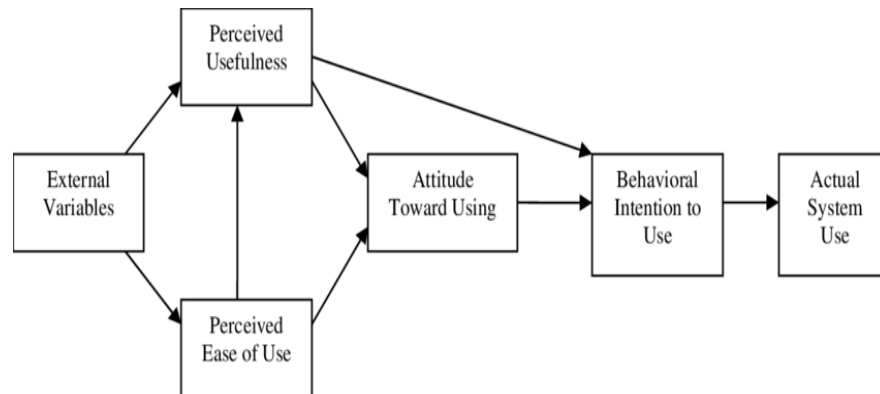 Perceived
Usefulness
External
Variables
Attitude
Toward Using
Behavioral
Intention to
Use
Actual
System
Use
Perceived
Ease of Use